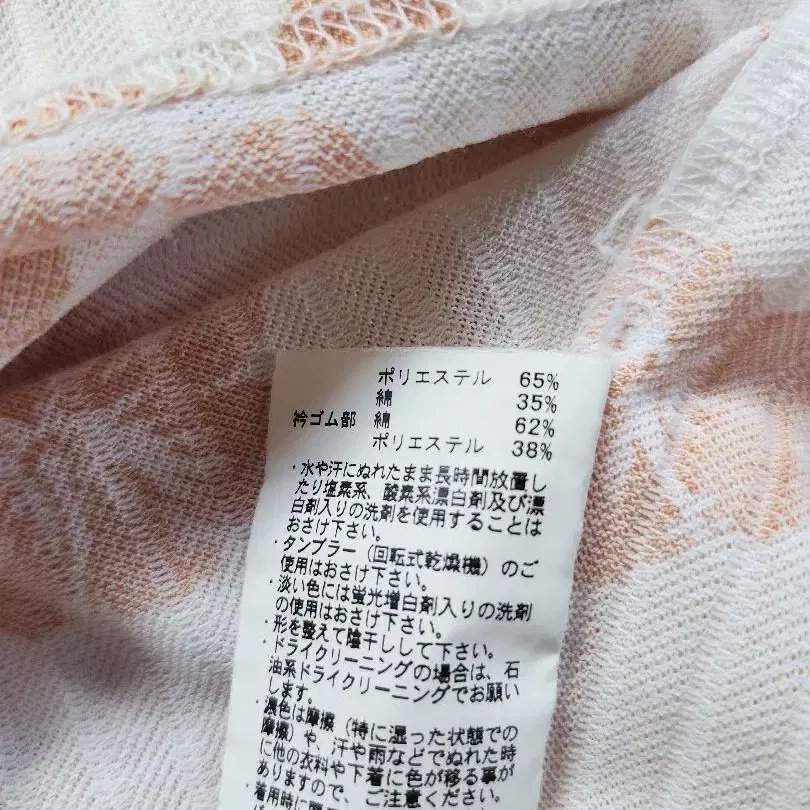 ポリエステル 65%
綿 35%
衿ゴム部 綿 62%
ポリエステル 38%
・水や汗にぬれたまま長時間放置し
たり塩素系、酸素系漂白剤及び漂
白剤入りの洗剤を使用することは
おさけ下さい。
・タンブラー（回転式乾燥機）のご
使用はおさけ下さい。
・淡い色には蛍光増白剤入りの洗剤
の使用はおさけ下さい。
・形を整えて陰干しして下さい。
・ドライクリーニングの場合は、石
油系ドライクリーニングでお願い
します。
・濃色は摩擦（特に湿った状態での
摩擦）や、汗や雨などでぬれた時
に他の衣料や下着に色が移る事が
ありますので、ご注意ください。
・着用時に